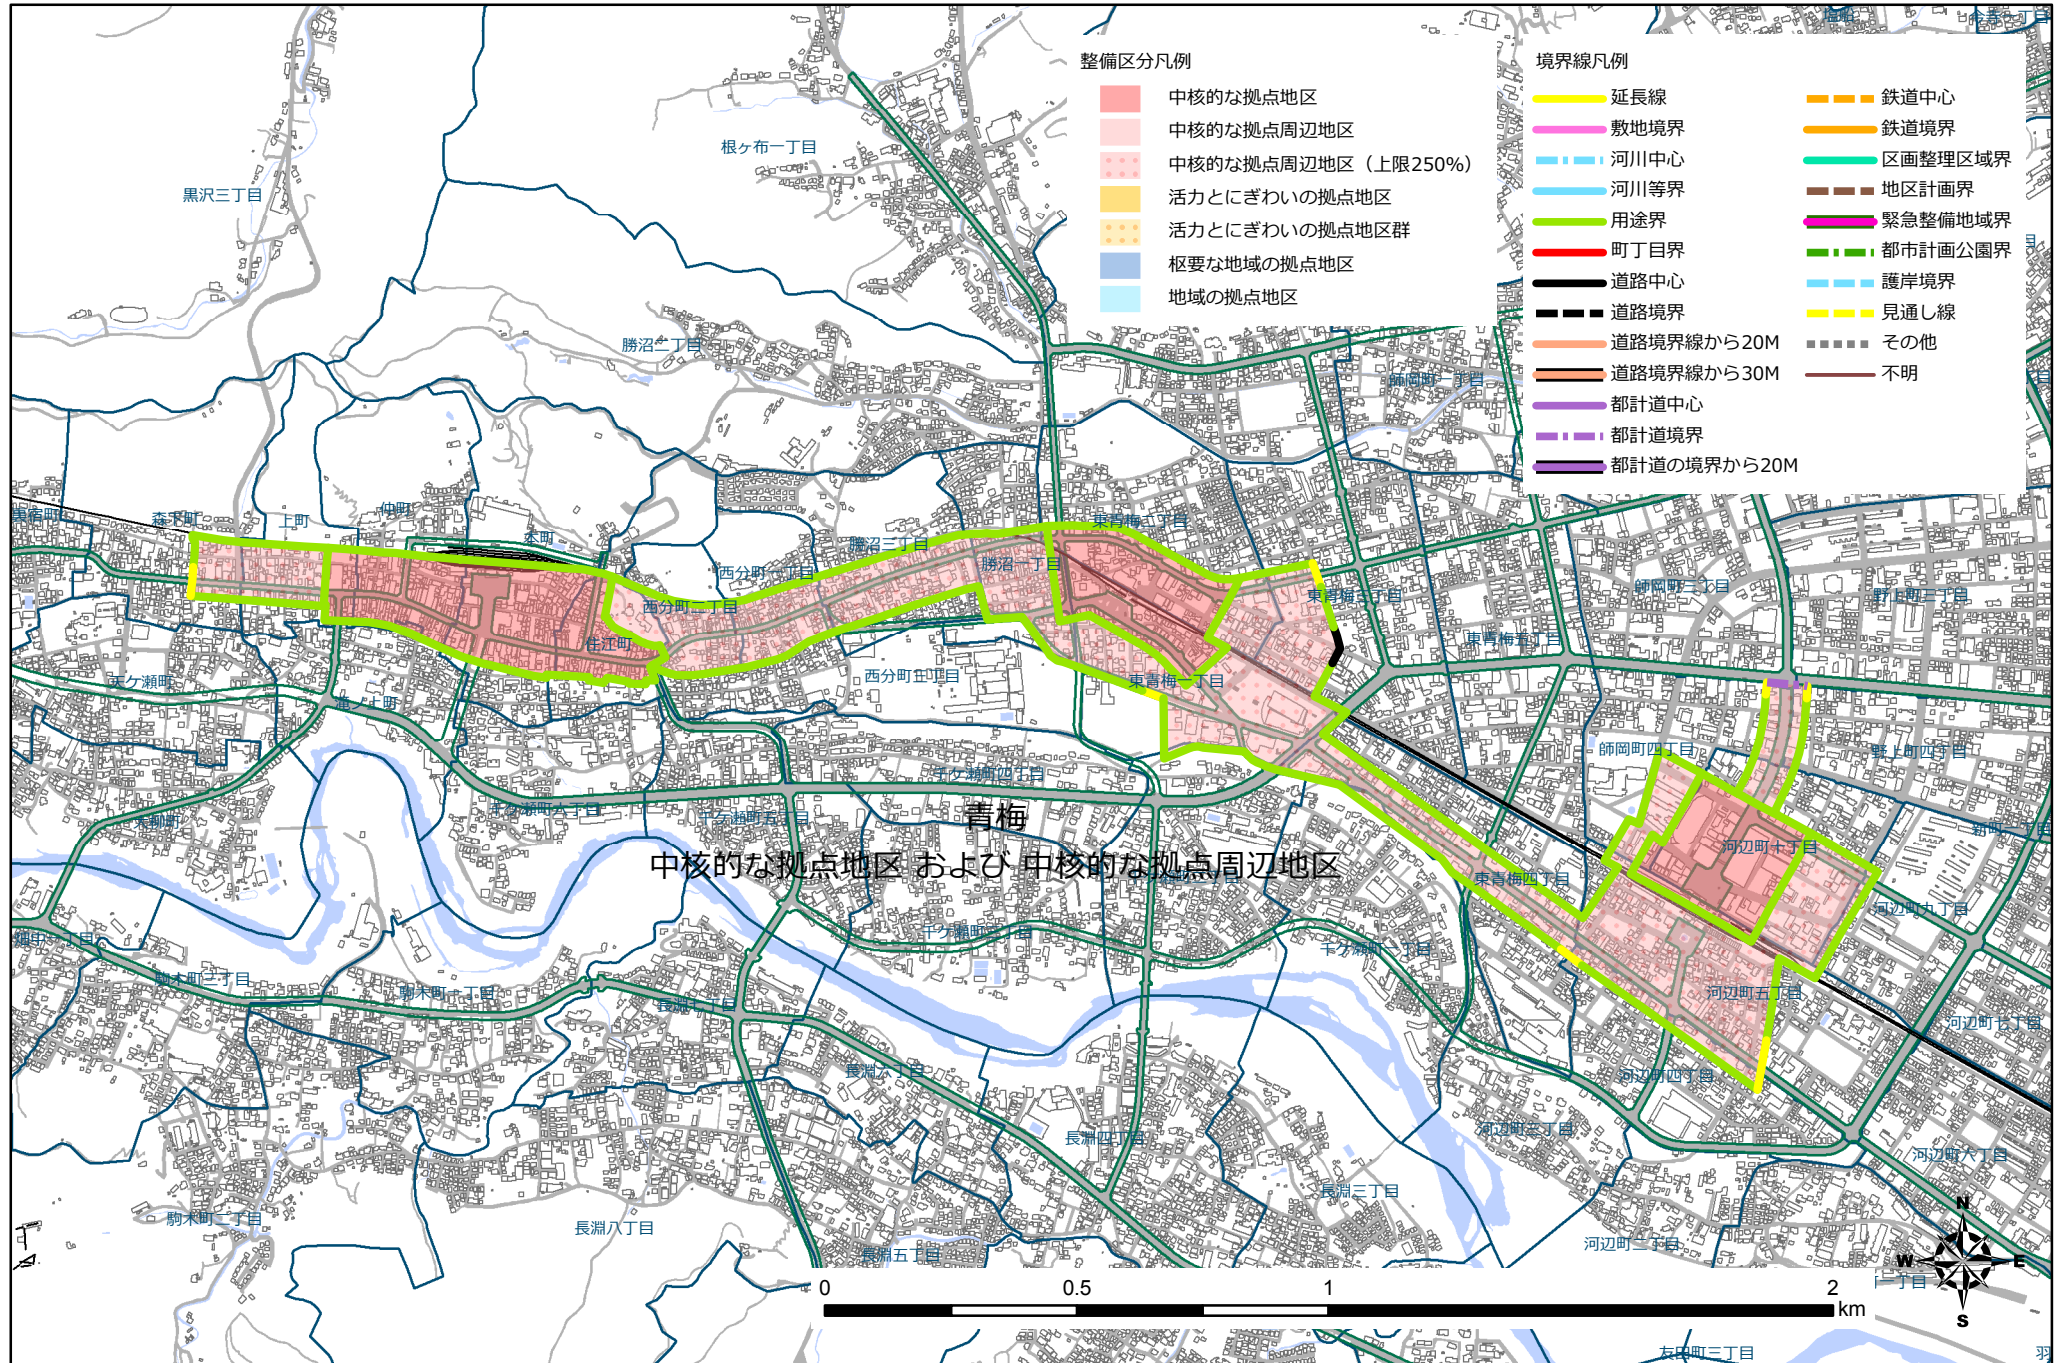 整備区分凡例
中核的な拠点地区
中核的な拠点周辺地区
中核的な拠点周辺地区（上限250%）
活力とにぎわいの拠点地区
活力とにぎわいの拠点地区群
枢要な地域の拠点地区
地域の拠点地区
境界線凡例
延長線
敷地境界
河川中心
河川等界
用途界
町丁目界
道路中心
道路境界
道路境界線から20M
道路境界線から30M
都計道中心
都計道境界
都計道の境界から20M
鉄道中心
鉄道境界
区画整理区域界
地区計画界
緊急整備地域界
都市計画公園界
護岸境界
見通し線
その他
不明
根ヶ布一丁目
黒沢三丁目
勝沼二丁目
師岡町一丁目
森下町
上町
仲町
本町
東青梅六丁目
勝沼三丁目
勝沼一丁目
西分町一丁目
西分町二丁目
住江町
東青梅三丁目
師岡町三丁目
野上町三丁目
東青梅五丁目
天ケ瀬町
滝ノ上町
西分町三丁目
東青梅一丁目
師岡町四丁目
野上町四丁目
千ケ瀬町四丁目
千ケ瀬町六丁目
千ケ瀬町五丁目
青梅
中核的な拠点地区 および 中核的な拠点周辺地区
河辺町十丁目
東青梅四丁目
河辺町九丁目
千ケ瀬町一丁目
駒木町三丁目
駒木町一丁目
長淵七丁目
河辺町五丁目
河辺町七丁目
長淵六丁目
河辺町四丁目
長淵四丁目
河辺町三丁目
河辺町六丁目
長淵三丁目
駒木町二丁目
長淵八丁目
長淵五丁目
河辺町二丁目
友田町三丁目
羽
N
W
E
S
0
0.5
1
2
km